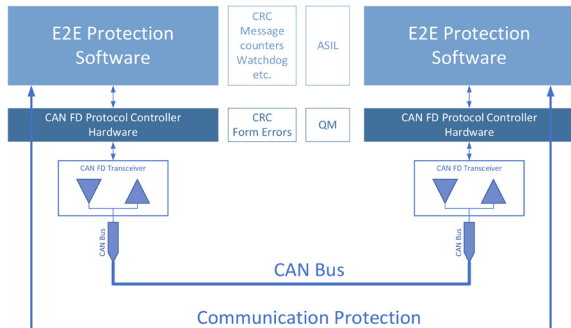 E2E Protection
Software
CRC
Message
counters
Watchdog
etc.
ASIL
E2E Protection
Software
CAN FD Protocol Controller
Hardware
CRC
Form Errors
QM
CAN FD Protocol Controller
Hardware
CAN FD Transceiver
CAN FD Transceiver
CAN Bus
CAN Bus
CAN Bus
Communication Protection